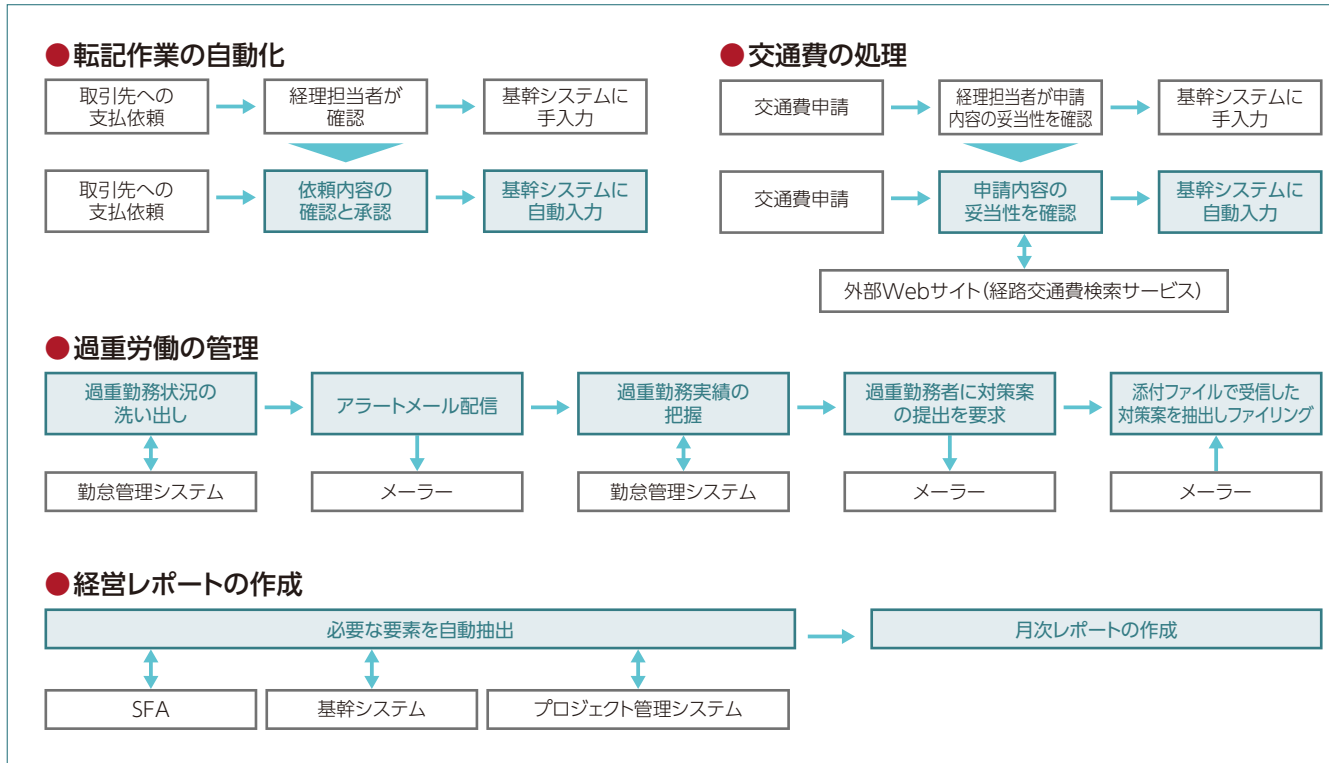 ●転記作業の自動化
取引先への
支払依頼
経理担当者が
確認
基幹システムに
手入力
取引先への
支払依頼
依頼内容の
確認と承認
基幹システムに
自動入力
●交通費の処理
交通費申請
経理担当者が申請
内容の妥当性を確認
基幹システムに
手入力
交通費申請
申請内容の
妥当性を確認
基幹システムに
自動入力
外部Webサイト(経路交通費検索サービス)
●過重労働の管理
過重勤務状況の
洗い出し
アラートメール配信
過重勤務実績の
把握
過重勤務者に対策案
の提出を要求
添付ファイルで受信した
対策案を抽出しファイリング
勤怠管理システム
メーラー
勤怠管理システム
メーラー
メーラー
●経営レポートの作成
必要な要素を自動抽出
月次レポートの作成
SFA
基幹システム
プロジェクト管理システム